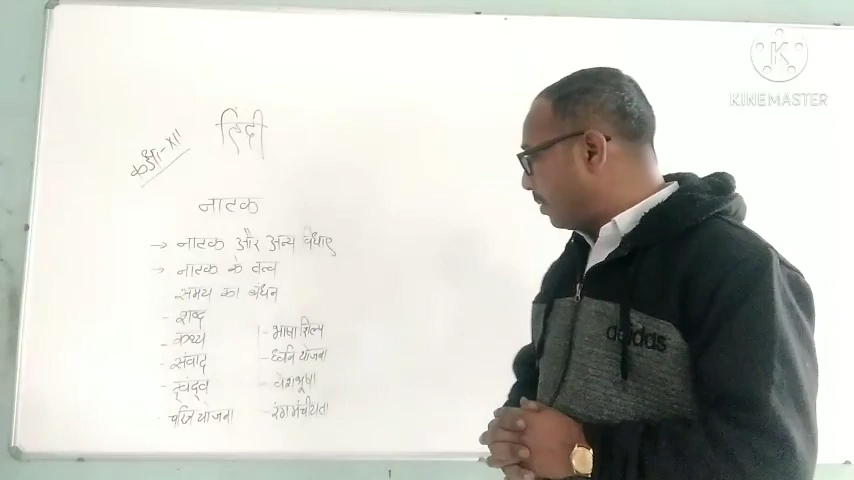 हिंदी
कक्षा-XII
नाटक
→ नाटक और अन्य विधाए
→ नाटक के तत्व
समय का बंधन
- शब्द
- कथ्य
- संवाद
- द्वंद्व
- चरित्र योजना
- भाषा शिल्प
- ध्वनि योजना
- वेशभूषा
- रंगमंचीयता
adidas
KINEMASTER